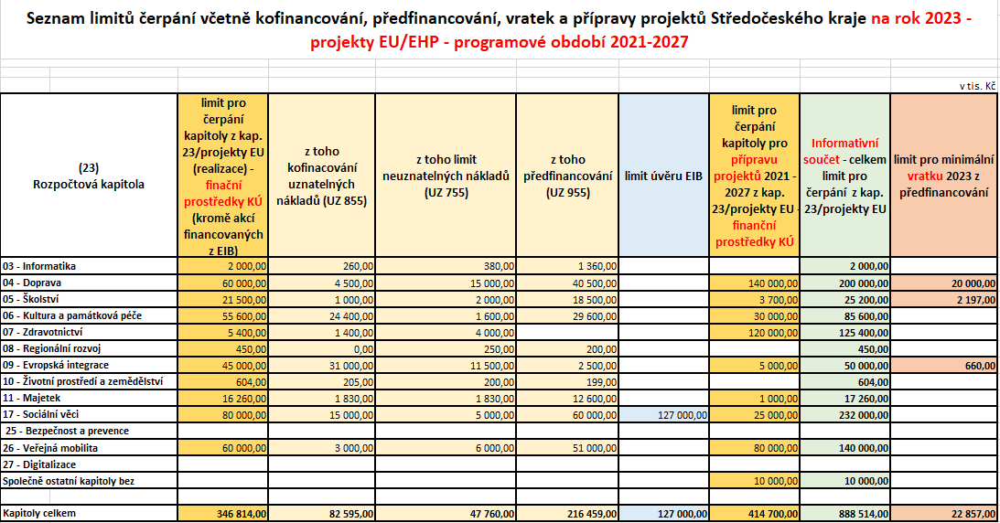 Seznam limitů čerpání včetně kofinancování, předfinancování, vratek a přípravy projektů Středočeského kraje na rok 2023 -
projekty EU/EHP - programové období 2021-2027
v tis. Kč
(23)
Rozpočtová kapitola
limit pro
čerpání
kapitoly z kap.
23/projekty EU
(realizace) -
finační
prostředky KÚ
(kromě akcí
financovaných
z EIB)
z toho
kofinacování
uznatelných
nákladů (UZ 855)
z toho limit
neuznatelných nákladů
(UZ 755)
z toho
předfinancování
(UZ 955)
limit úvěru EIB
limit pro
čerpání
kapitoly pro
přípravu
projektů 2021 -
2027 z kap.
23/projekty EU -
finanční
prostředky KÚ
Informativní
součet - celkem
limit pro
čerpání z kap.
23/projekty EU
limit pro minimální
vratku 2023 z
předfinancování
03 - Informatika 2 000,00 260,00 380,00 1 360,00 2 000,00
04 - Doprava 60 000,00 4 500,00 15 000,00 40 500,00 140 000,00 200 000,00 20 000,00
05 - Školství 21 500,00 1 000,00 2 000,00 18 500,00 3 700,00 25 200,00 2 197,00
06 - Kultura a památková péče 55 600,00 24 400,00 1 600,00 29 600,00 30 000,00 85 600,00
07 - Zdravotnictví 5 400,00 1 400,00 4 000,00 120 000,00 125 400,00
08 - Regionální rozvoj 450,00 0,00 250,00 200,00 450,00
09 - Evropská integrace 45 000,00 31 000,00 11 500,00 2 500,00 5 000,00 50 000,00 660,00
10 - Životní prostředí a zemědělství 604,00 205,00 200,00 199,00 604,00
11 - Majetek 16 260,00 1 830,00 1 830,00 12 600,00 1 000,00 17 260,00
17 - Sociální věci 80 000,00 15 000,00 5 000,00 60 000,00 127 000,00 25 000,00 232 000,00
25 - Bezpečnost a prevence
26 - Veřejná mobilita 60 000,00 3 000,00 6 000,00 51 000,00 80 000,00 140 000,00
27 - Digitalizace
Společně ostatní kapitoly bez 10 000,00 10 000,00
Kapitoly celkem 346 814,00 82 595,00 47 760,00 216 459,00 127 000,00 414 700,00 888 514,00 22 857,00